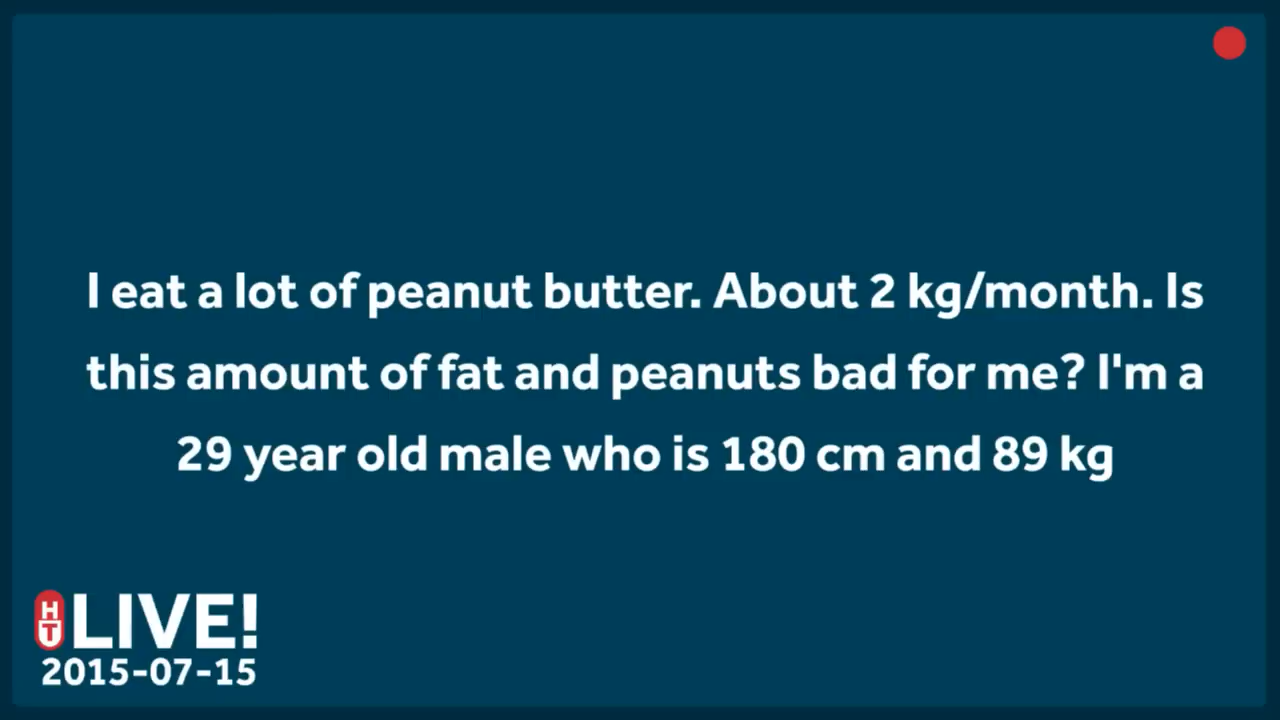 I eat a lot of peanut butter. About 2 kg/month. Is
this amount of fat and peanuts bad for me? I'm a
29 year old male who is 180 cm and 89 kg
HT LIVE!
2015-07-15